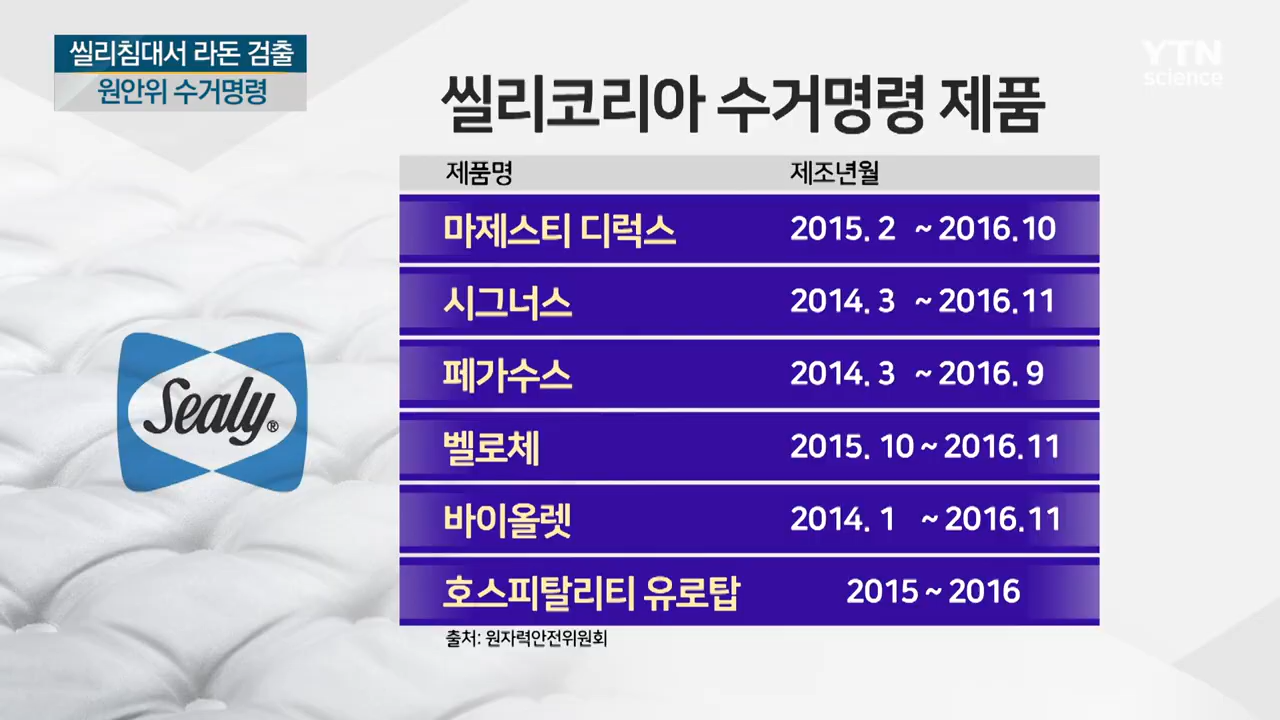 씰리침대서 라돈 검출
원안위 수거명령
YTN
science
씰리코리아 수거명령 제품
제품명 제조년월
마제스티 디럭스 2015. 2 ~ 2016.10
시그너스 2014. 3 ~ 2016.11
페가수스 2014. 3 ~ 2016. 9
벨로체 2015. 10 ~ 2016.11
바이올렛 2014. 1 ~ 2016.11
호스피탈리티 유로탑 2015 ~ 2016
출처: 원자력안전위원회
Sealy®